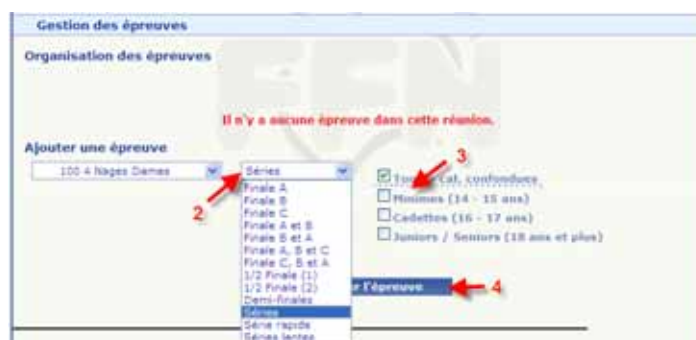 Gestion des épreuves
Organisation des épreuves
Il n'y a aucune épreuve dans cette réunion.
Ajouter une épreuve
100 4 Nages Dames
Séries
3
Toutes cat. confondues
Minimes (14 - 15 ans)
Cadettes (16 - 17 ans)
Juniors / Seniors (18 ans et plus)
2
Finale A
Finale B
Finale C
Finale A et B
Finale B et A
Finale A, B et C
Finale C, B et A
1/2 Finale (1)
1/2 Finale (2)
Demi-finales
Séries
Série rapide
Séries lentes
r l'épreuve
4
FFN